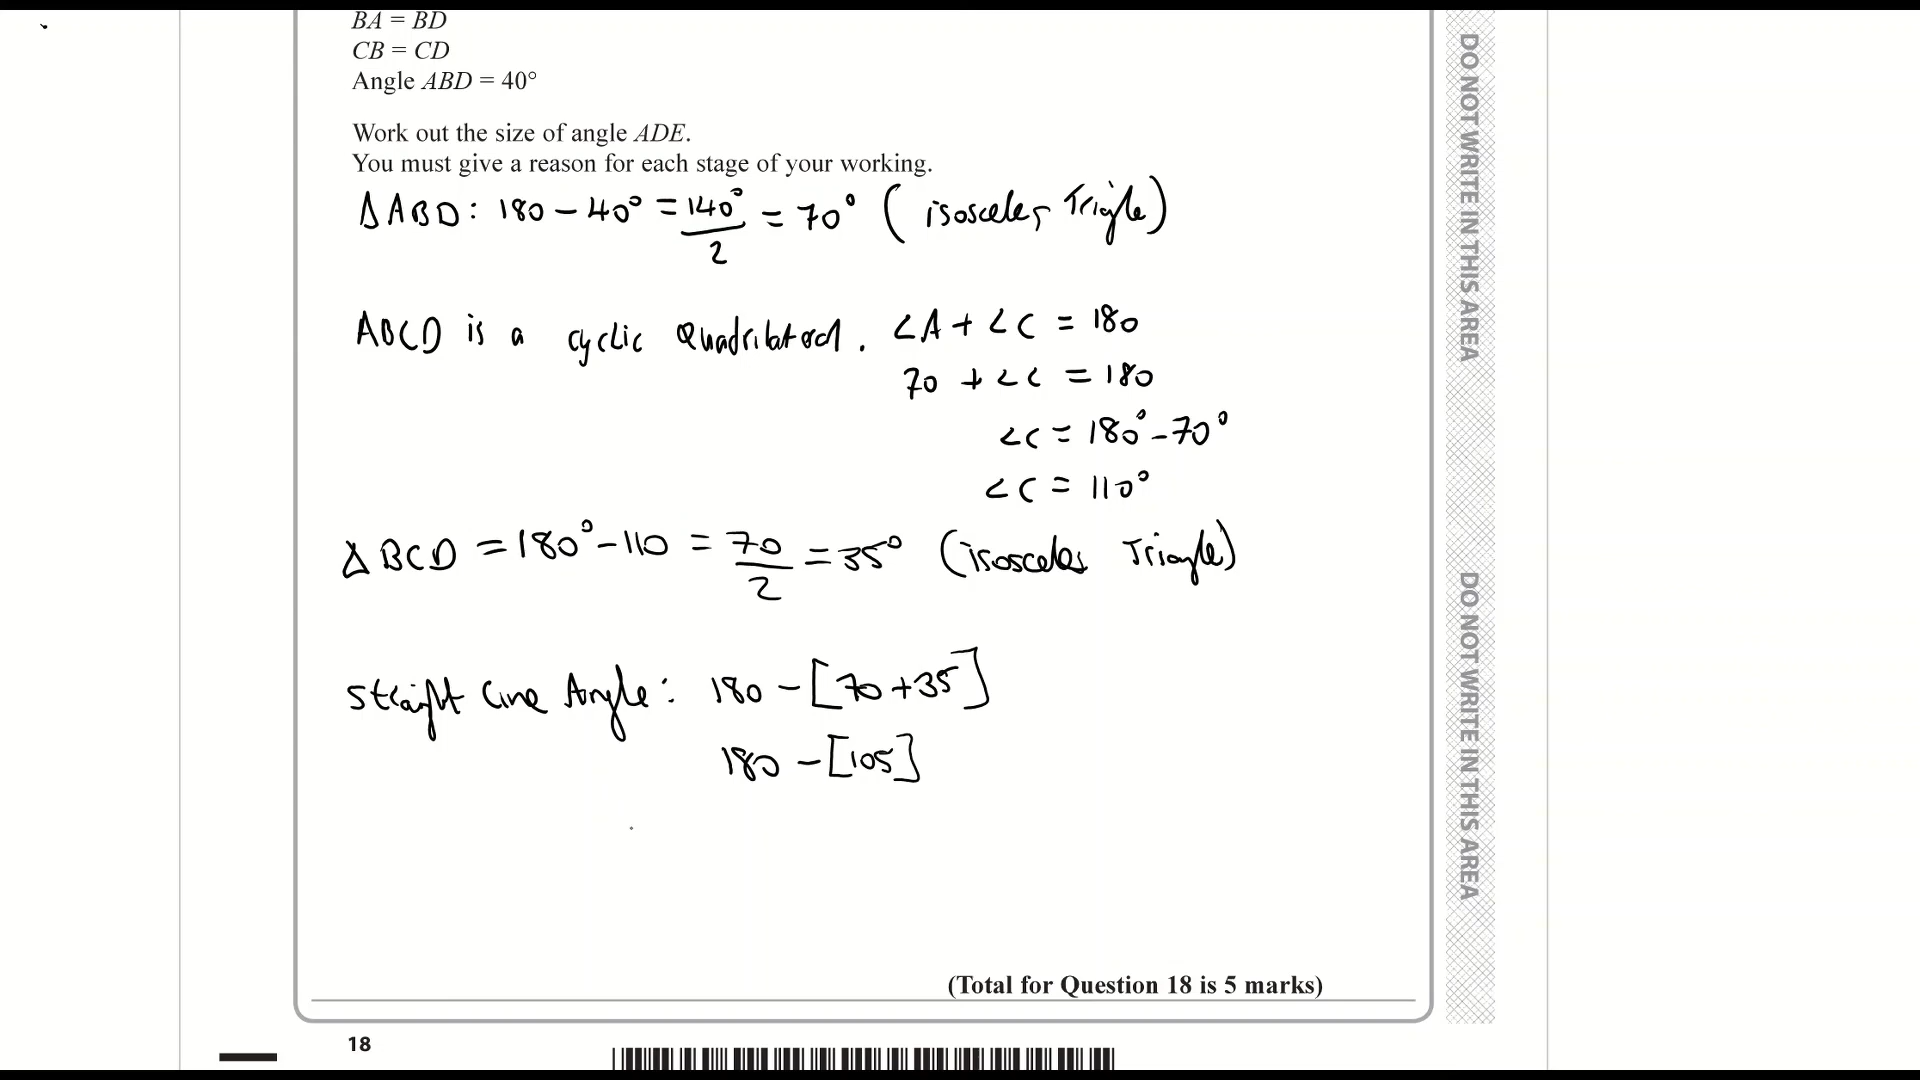 BA = BD
CB = CD
Angle ABD = 40°
Work out the size of angle ADE.
You must give a reason for each stage of your working.
ΔABD: 180 - 40° = 140°/2 = 70° (isosceles Triangle)
ABCD is a cyclic Quadrilateral. ∠A + ∠C = 180
70 + ∠C = 180
∠C = 180° - 70°
∠C = 110°
ΔBCD = 180° - 110 = 70/2 = 35° (isosceles Triangle)
Straight Line Angle: 180 - [70 + 35]
180 - [105]
(Total for Question 18 is 5 marks)
18
DO NOT WRITE IN THIS AREA
DO NOT WRITE IN THIS AREA